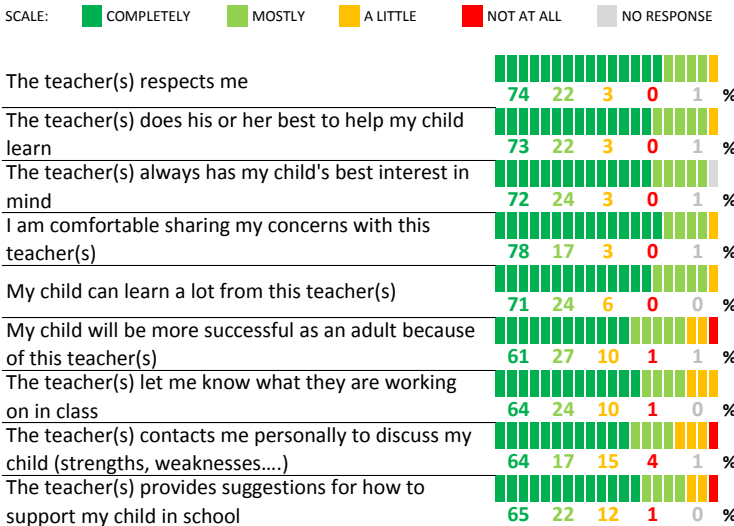 SCALE: COMPLETELY MOSTLY A LITTLE NOT AT ALL NO RESPONSE
The teacher(s) respects me
74 22 3 0 1 %
The teacher(s) does his or her best to help my child
learn
73 22 3 0 1 %
The teacher(s) always has my child's best interest in
mind
72 24 3 0 1 %
I am comfortable sharing my concerns with this
teacher(s)
78 17 3 0 1 %
My child can learn a lot from this teacher(s)
71 24 6 0 0 %
My child will be more successful as an adult because
of this teacher(s)
61 27 10 1 1 %
The teacher(s) let me know what they are working
on in class
64 24 10 1 0 %
The teacher(s) contacts me personally to discuss my
child (strengths, weaknesses....)
64 17 15 4 1 %
The teacher(s) provides suggestions for how to
support my child in school
65 22 12 1 0 %